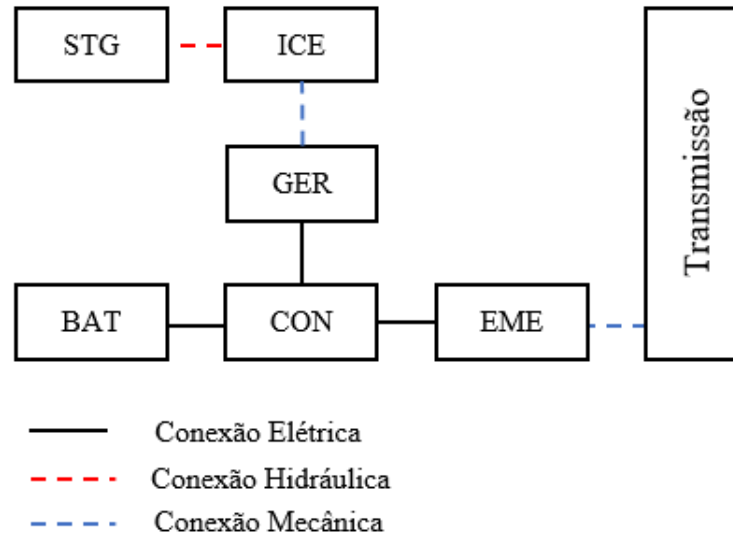 STG
ICE
GER
BAT
CON
EME
Transmissão
Conexão Elétrica
Conexão Hidráulica
Conexão Mecânica